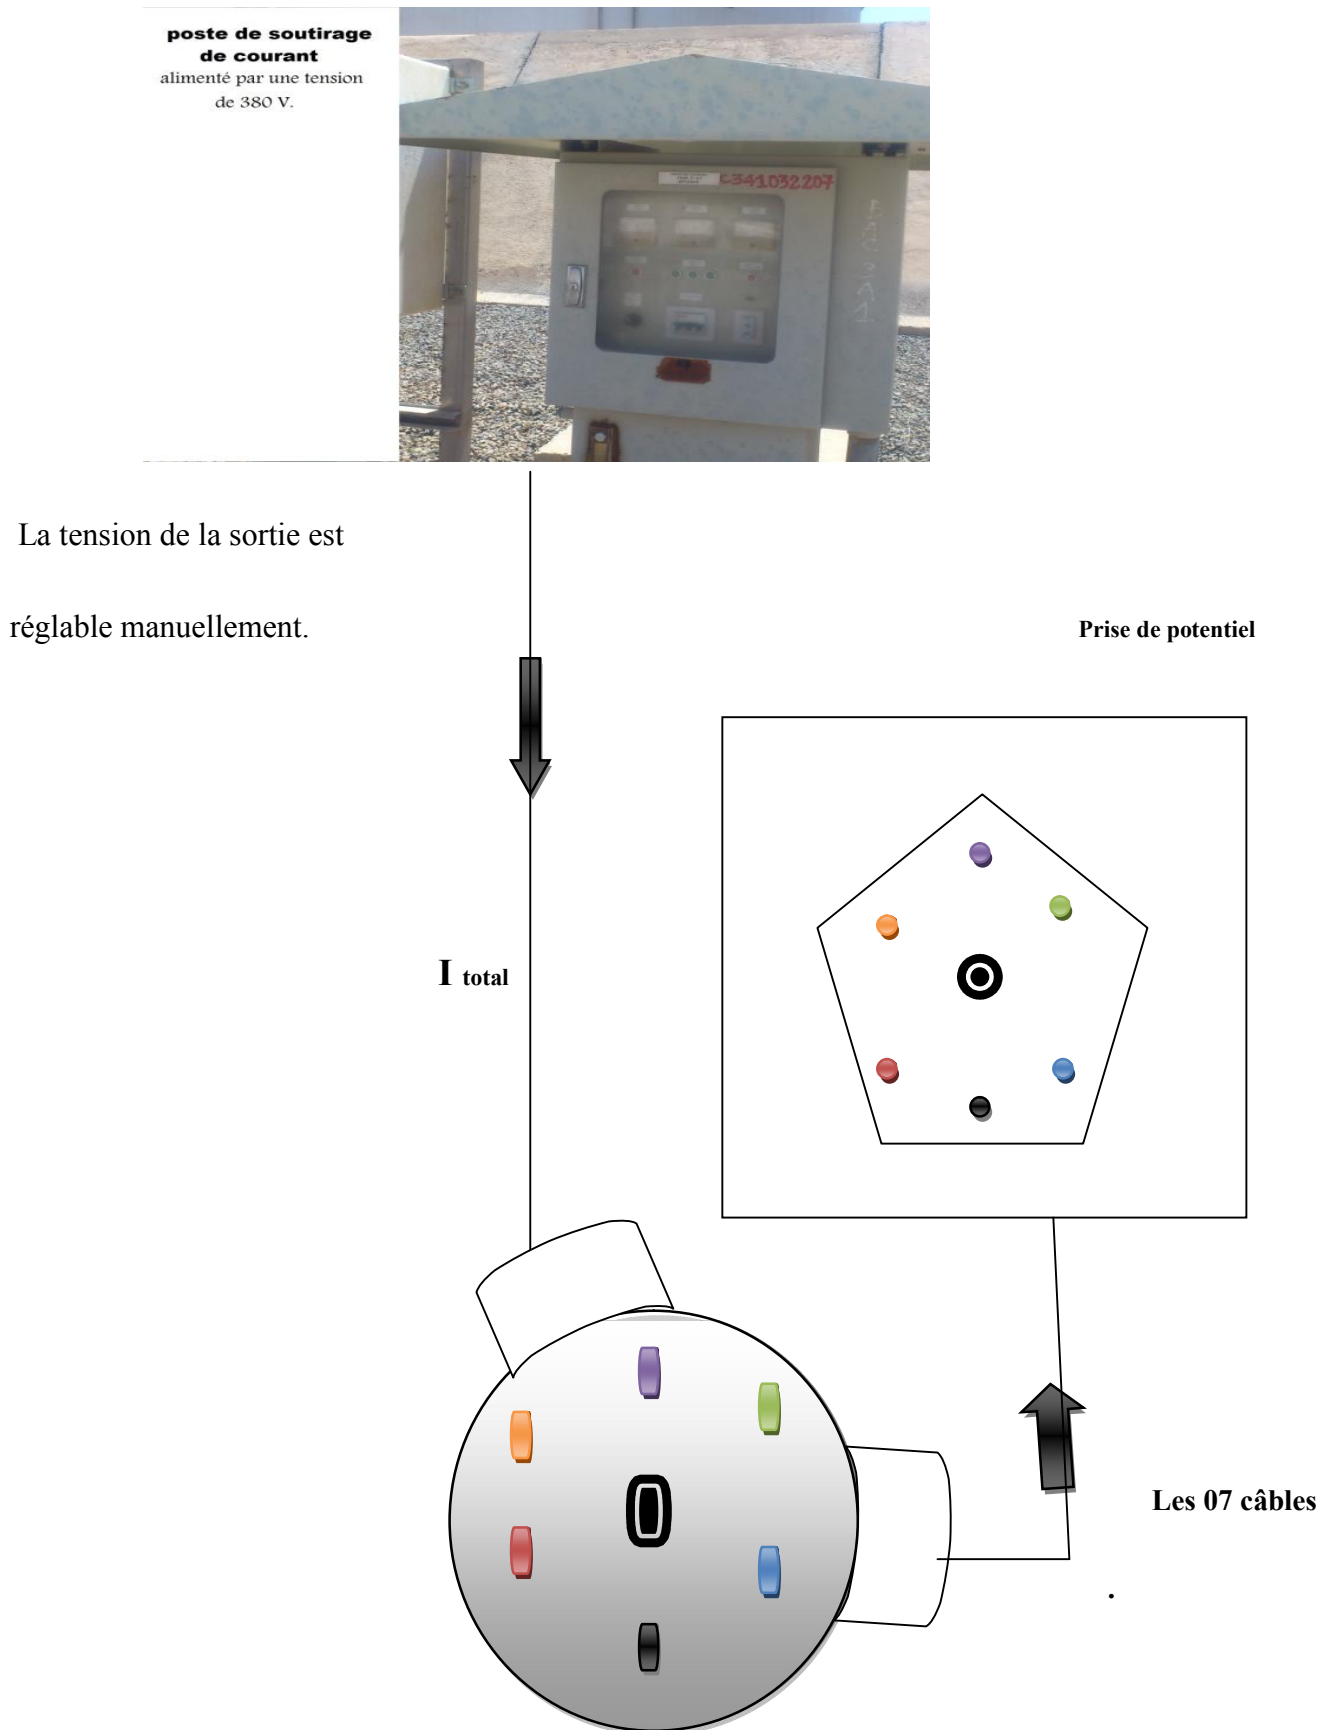 poste de soutirage
de courant
alimenté par une tension
de 380 V.
C341032207
La tension de la sortie est
réglable manuellement.
Prise de potentiel
I total
Les 07 câbles
.